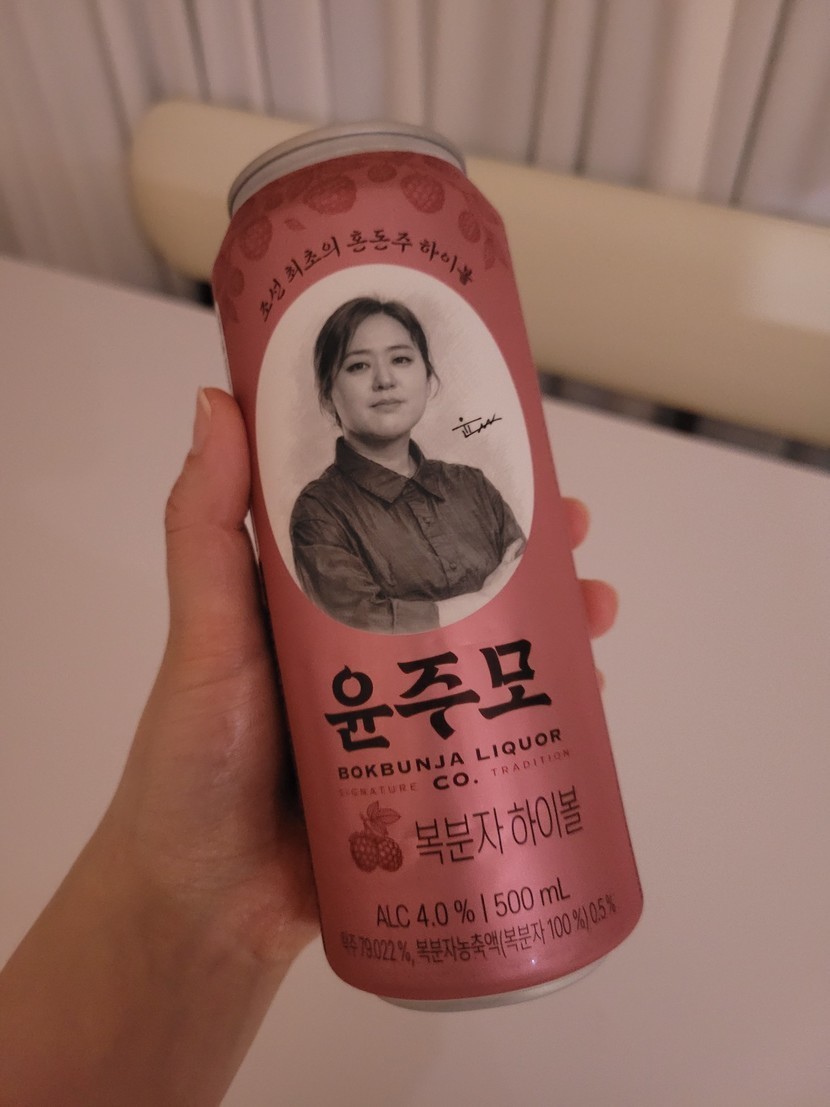 조선 최초의 혼돈주 하이볼
윤주모
BOKBUNJA LIQUOR
SIGNATURE CO. TRADITION
복분자 하이볼
ALC 4.0 % | 500 mL
79.022 %, 복분자농축액(복분자 100 %) 0.5 %